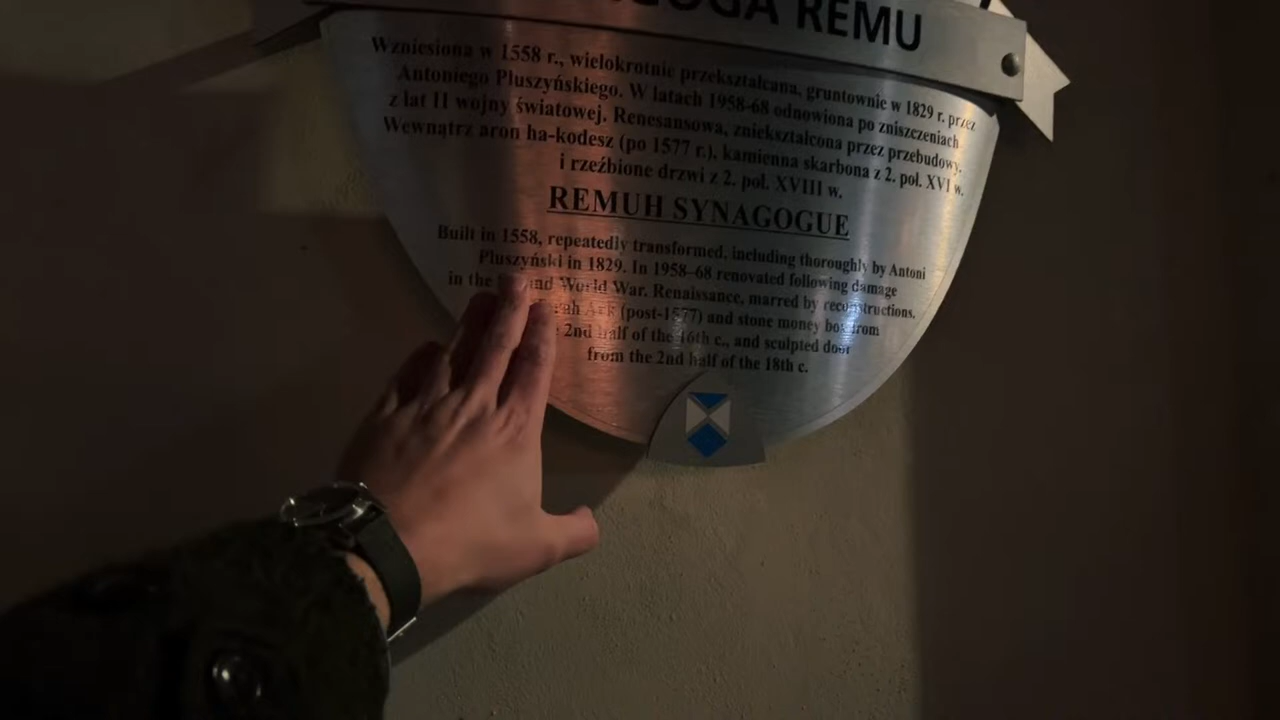 REMU
Wzniesiona w 1558 r., wielokrotnie przekształcana, gruntownie w 1829 r. przez
Antoniego Pluszyńskiego. W latach 1958-68 odnowiona po zniszczeniach
z lat II wojny światowej. Renesansowa, zniekształcona przez przebudowy.
Wewnątrz aron ha-kodesz (po 1577 r.), kamienna skarbona z 2. poł. XVI w.
i rzeźbione drzwi z 2. poł. XVIII w.
REMUH SYNAGOGUE
Built in 1558, repeatedly transformed, including thoroughly by Antoni
Pluszyński in 1829. In 1958–68 renovated following damage
in the World War. Renaissance, marred by reconstructions.
Ark (post-1577) and stone money box from
2nd half of the 16th c., and sculpted door
from the 2nd half of the 18th c.